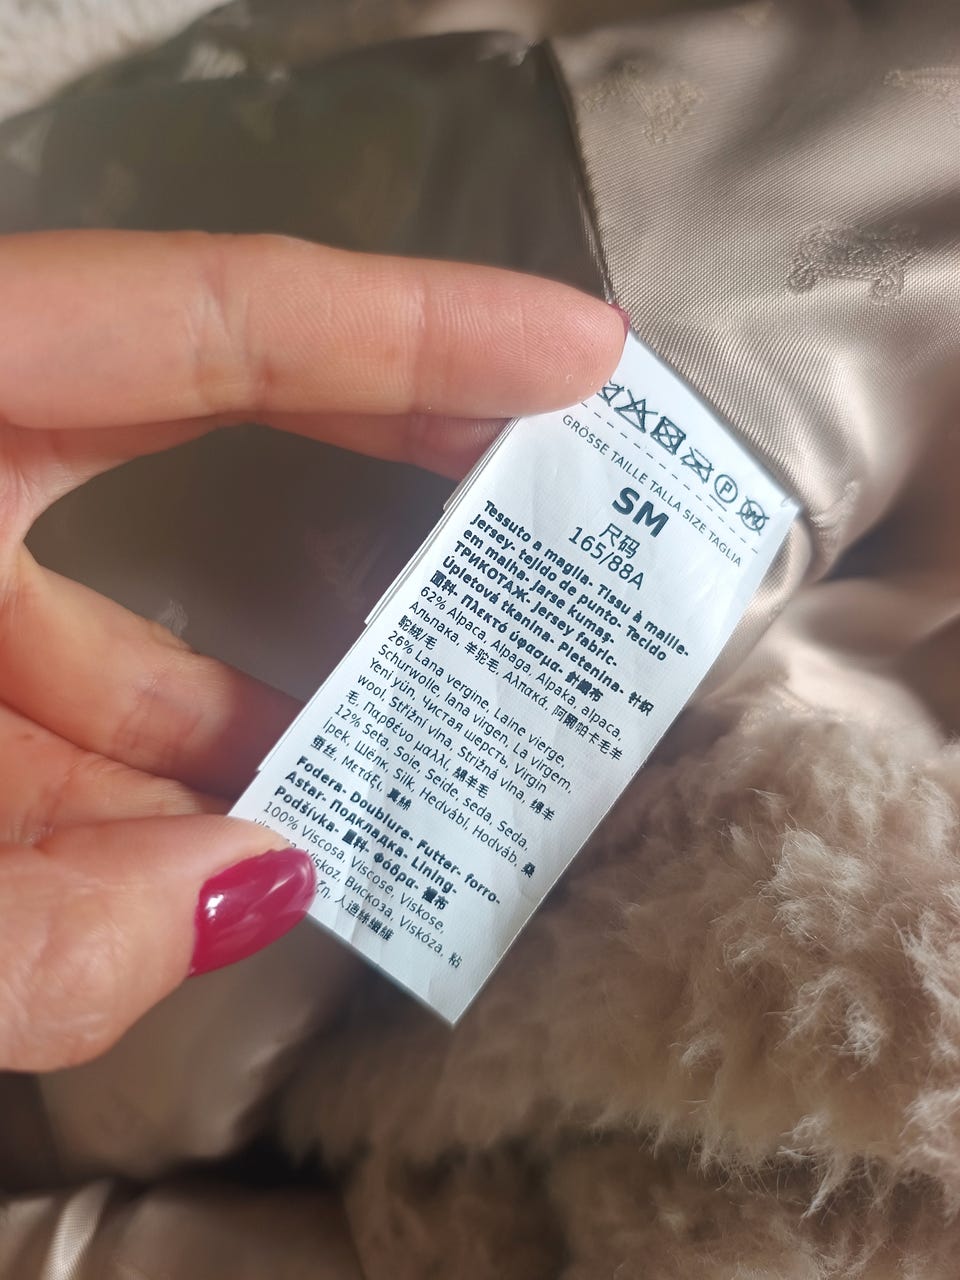 GRÖSSE TAILLE TALLA SIZE TAGLIA
SM
尺码
165/88A
Tessuto a maglia- Tissu à maille-
jersey- tejido de punto- Tecido
em malha- jarse kumaş-
ТРИКОТАЖ- jersey fabric-
Úpletová tkanina- Pletenina- 针织
面料- Πλεκτό ύφασμα- 針織布
62% Alpaca, Alpaga, Alpaka, alpaca,
Альпака, 羊驼毛, Αλπακά, 阿爾帕卡毛羊
駝絨/毛
26% Lana vergine, Laine vierge,
Schurwolle, lana virgen, La virgem,
Yeni yün, Чистая шерсть, Virgin
wool, Střižní vlna, Strižná vlna, 绵羊
毛, Παρθένο μαλλί, 綿羊毛
12% Seta, Soie, Seide, seda, Seda,
İpek, Шёлк, Silk, Hedvábí, Hodváb, 桑
蚕丝, Μετάξι, 真絲
Fodera- Doublure- Futter- forro-
Astar- Подкладка- Lining-
Podšívka- 里料- Φόδρα- 裡布
100% Viscosa, Viscose, Viskose,
Viskoz, Вискоза, Viskóza, 粘
人造絲纖維